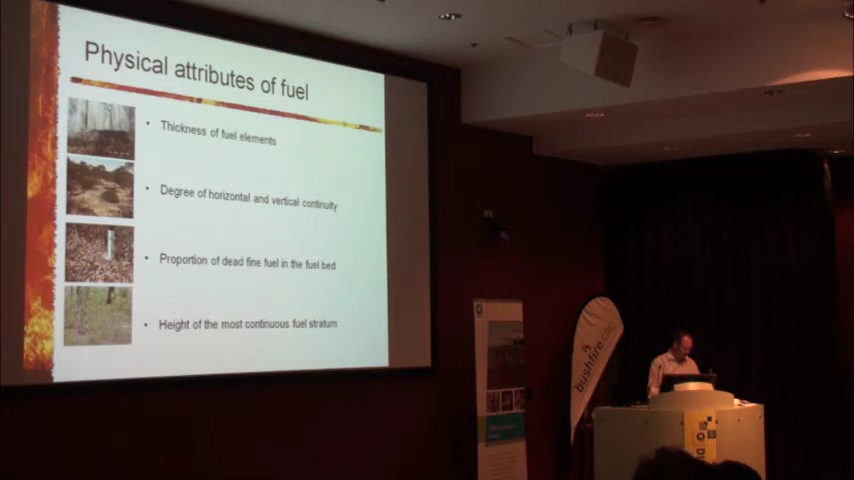 Physical attributes of fuel
• Thickness of fuel elements
• Degree of horizontal and vertical continuity
• Proportion of dead fine fuel in the fuel bed
• Height of the most continuous fuel stratum
bushfire CRC